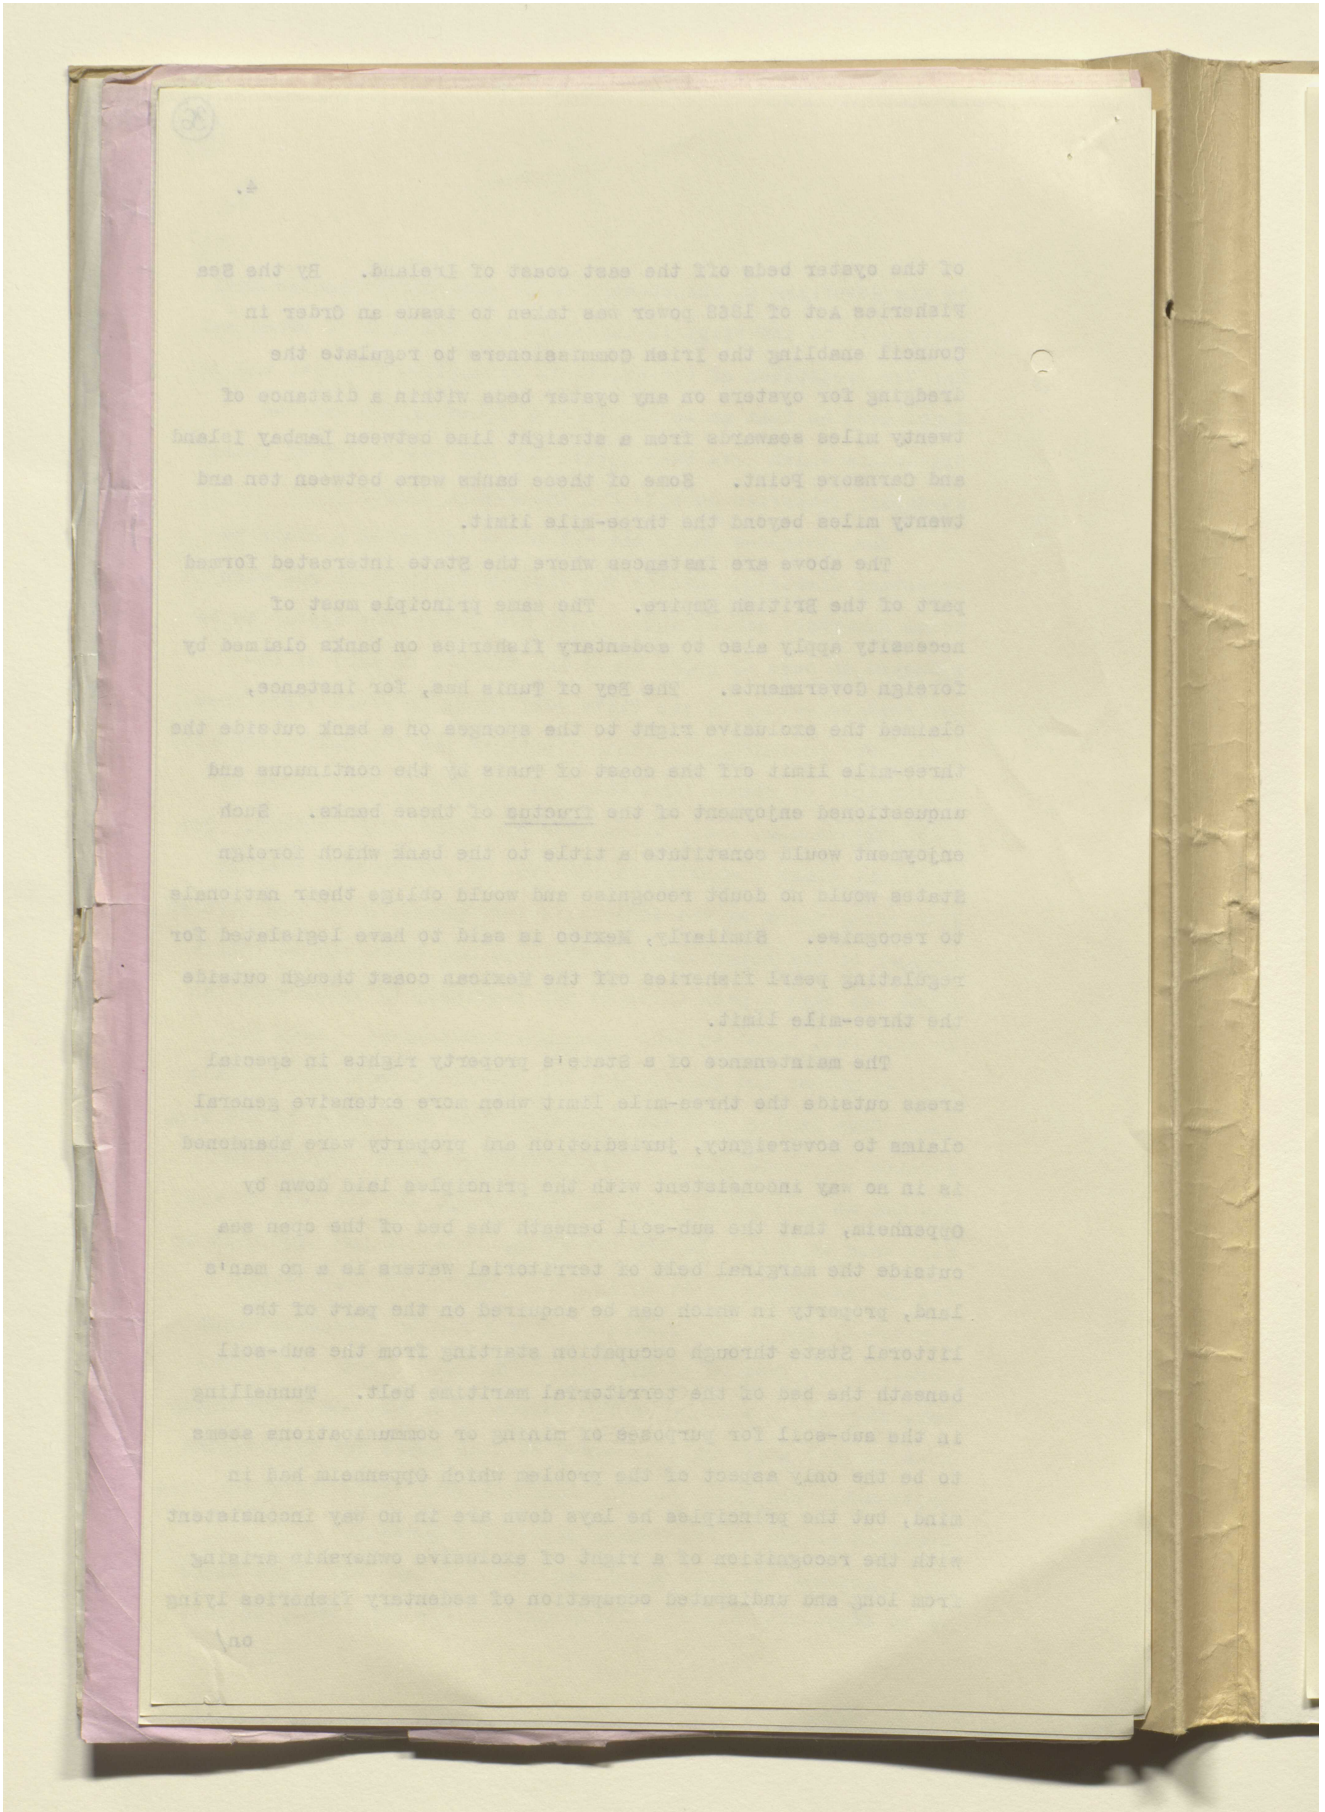 4.
of the oyster beds off the east coast of Ireland. By the Sea
Fisheries Act of 1868 power was taken to issue an Order in
Council enabling the Irish Commissioners to regulate the
dredging for oysters on any oyster beds within a distance of
twenty miles seawards from a straight line between Lambay Island
and Carnsore Point. Some of these banks were between ten and
twenty miles beyond the three-mile limit.
The above are instances where the State interested formed
part of the British Empire. The same principle must of
necessity apply also to sedentary fisheries on banks claimed by
foreign Governments. The Bey of Tunis has, for instance,
claimed the exclusive right to the sponges on a bank outside the
three-mile limit off the coast of Tunis by the continuous and
unquestioned enjoyment of the fructus of these banks. Such
enjoyment would constitute a title to the bank which foreign
States would no doubt recognise and would oblige their nationals
to recognise. Similarly, Mexico is said to have legislated for
regulating pearl fisheries off the Mexican coast though outside
the three-mile limit.
The maintenance of a State's property rights in special
areas outside the three-mile limit when more extensive general
claims to sovereignty, jurisdiction and property were abandoned
is in no way inconsistent with the principles laid down by
Oppenheim, that the sub-soil beneath the bed of the open sea
outside the marginal belt of territorial waters is a no man's
land, property in which can be acquired on the part of the
littoral State through occupation starting from the sub-soil
beneath the bed of the territorial maritime belt. Tunnelling
in the sub-soil for purposes of mining or communications seems
to be the only aspect of the problem which Oppenheim had in
mind, but the principles he lays down are in no way inconsistent
with the recognition of a right of exclusive ownership arising
from long and undisputed occupation of sedentary fisheries lying
on/